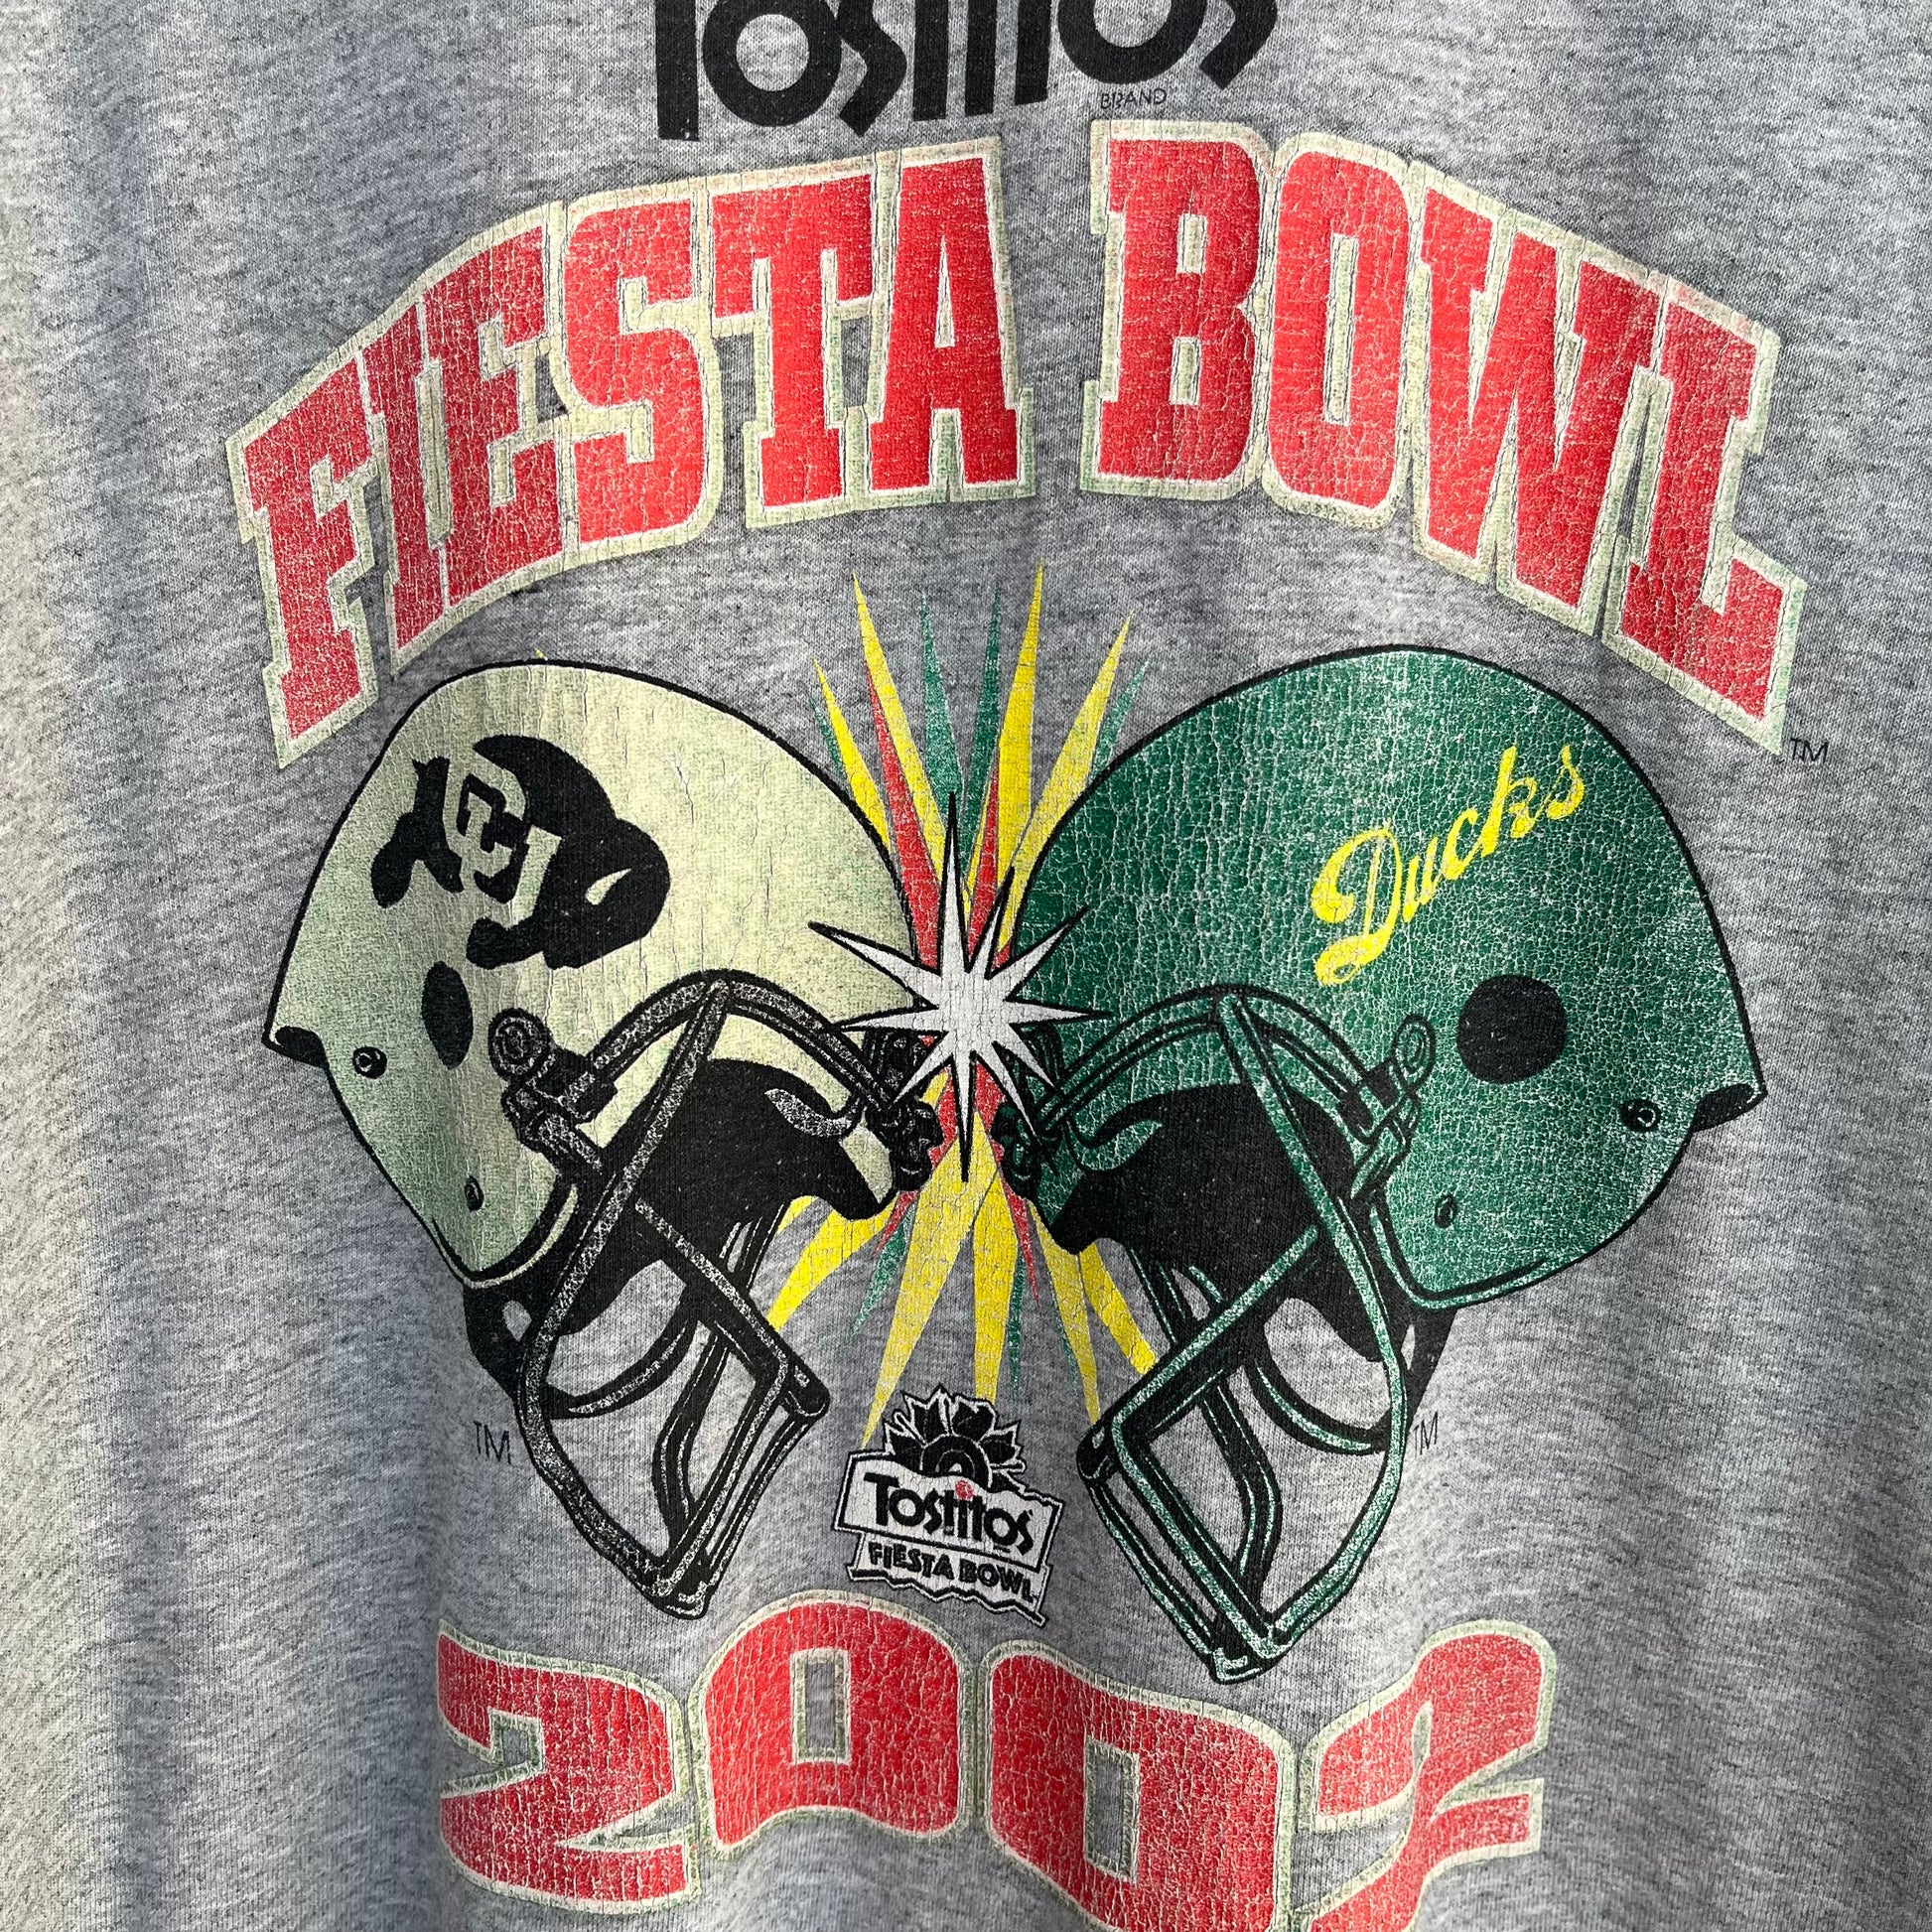 Tostitos
BRAND
FIESTA BOWL
TM
CU
Ducks
TM
TM
Tostitos
FIESTA BOWL
2002